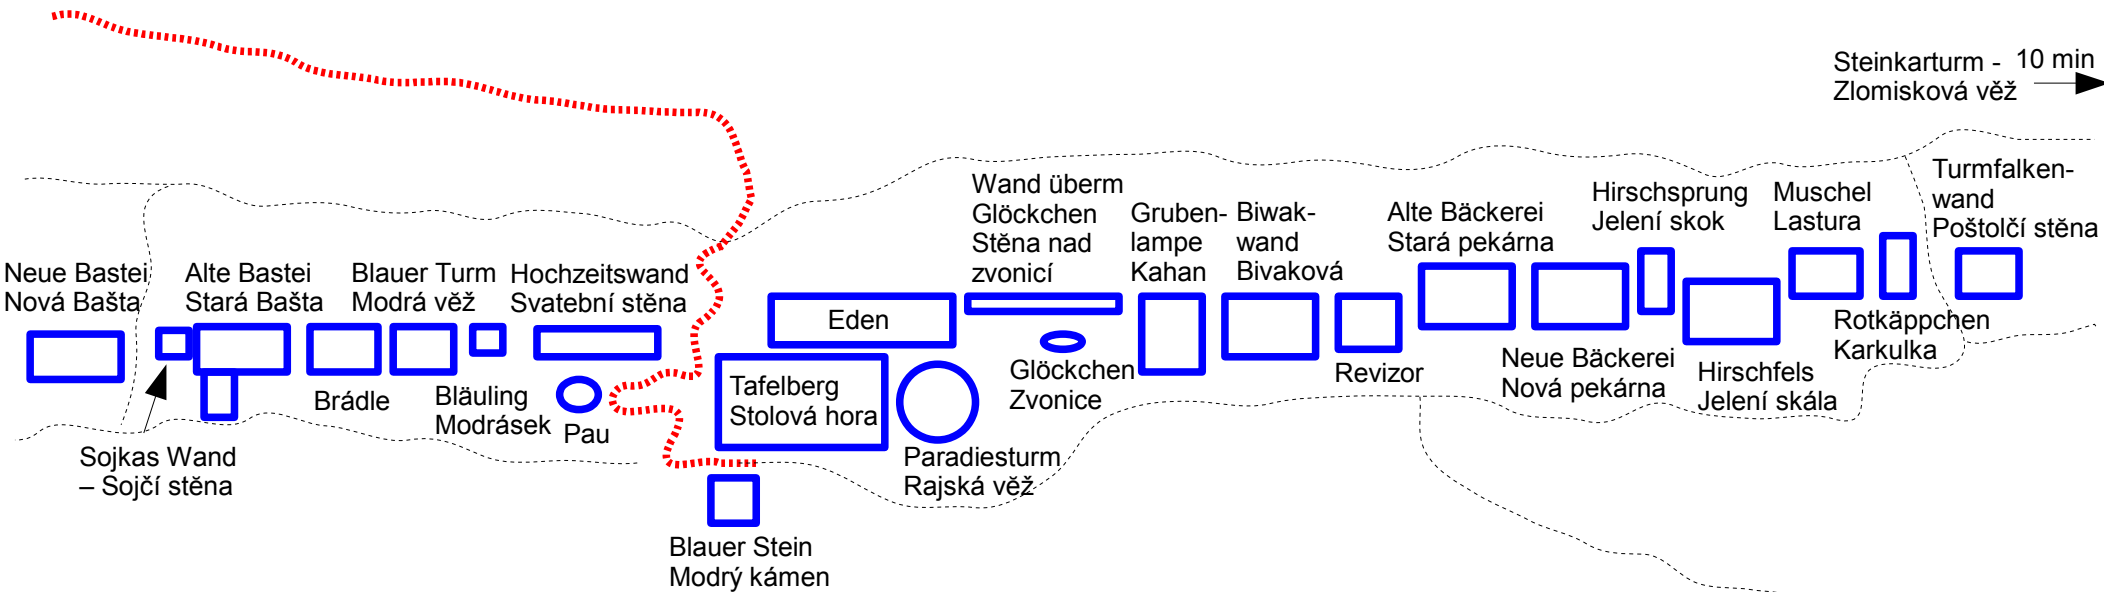 Steinkarturm - 10 min
Zlomisková věž
Neue Bastei
Nová Bašta
Alte Bastei
Stará Bašta
Blauer Turm
Modrá věž
Hochzeitswand
Svatební stěna
Wand überm
Glöckchen
Stěna nad
zvonicí
Gruben-
lampe
Kahan
Biwak-
wand
Bivaková
Alte Bäckerei
Stará pekárna
Hirschsprung
Jelení skok
Muschel
Lastura
Turmfalken-
wand
Poštolčí stěna
Eden
Brádle
Bläuling
Modrásek
Pau
Tafelberg
Stolová hora
Glöckchen
Zvonice
Revizor
Neue Bäckerei
Nová pekárna
Hirschfels
Jelení skála
Rotkäppchen
Karkulka
Sojkas Wand
– Sojčí stěna
Paradiesturm
Rajská věž
Blauer Stein
Modrý kámen